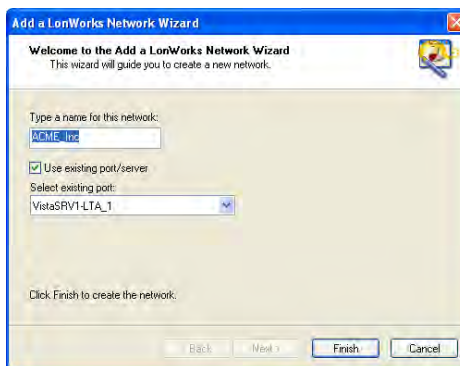 Add a LonWorks Network Wizard
Welcome to the Add a LonWorks Network Wizard
This wizard will guide you to create a new network.
Type a name for this network:
ACME_Inc
Use existing port/server
Select existing port:
VistaSRV1-LTA_1
Click Finish to create the network.
Back Next > Finish Cancel